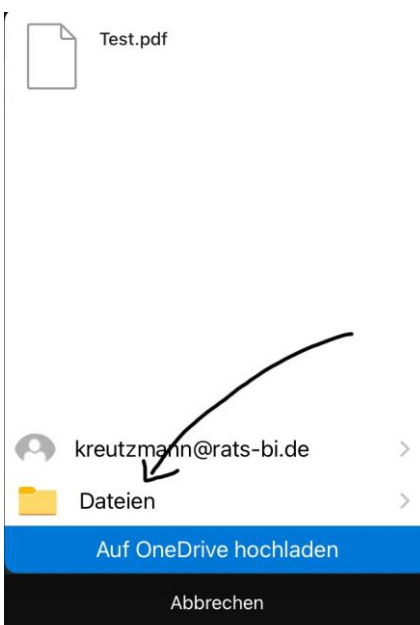 Test.pdf
kreutzmann@rats-bi.de
Dateien
Auf OneDrive hochladen
Abbrechen